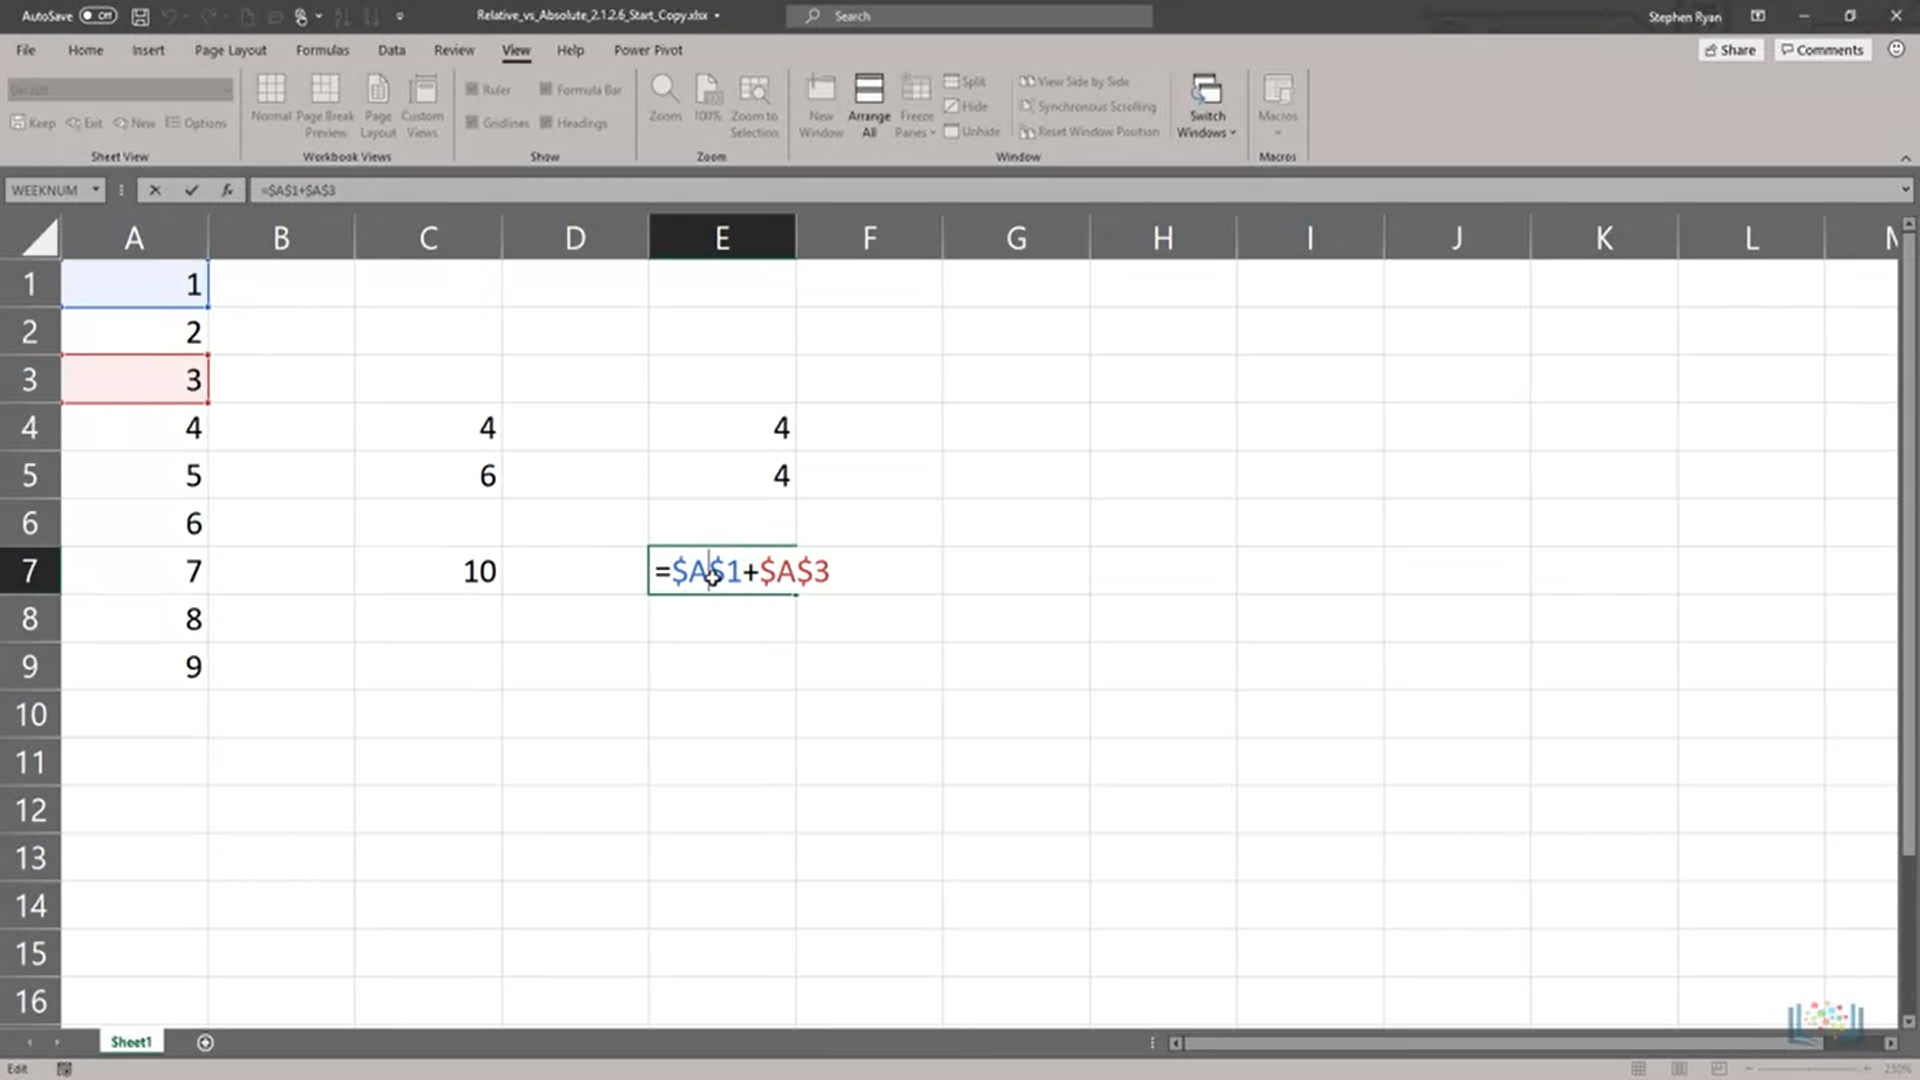 AutoSave Off Relative_vs_Absolute_2.1.2.6_Start_Copy.xlsx Search Stephen Ryan
File Home Insert Page Layout Formulas Data Review View Help Power Pivot Share Comments
Default
Keep Exit New Options
Sheet View
Normal Page Break Preview Page Layout Custom Views
Workbook Views
Ruler Formula Bar
Gridlines Headings
Show
Zoom 100% Zoom to Selection
Zoom
New Window Arrange All Freeze Panes
Split
Hide
Unhide
View Side by Side
Synchronous Scrolling
Reset Window Position
Switch Windows
Window
Macros
Macros
WEEKNUM fx =$A$1+$A$3
A B C D E F G H I J K L M
1 1
2 2
3 3
4 4 4 4
5 5 6 4
6 6
7 7 10 =$A$1+$A$3
8 8
9 9
10
11
12
13
14
15
16
Sheet1
Edit 230%